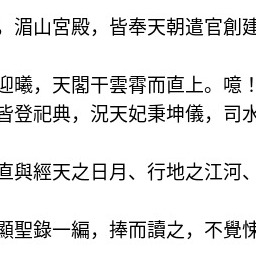 ，湄山宮殿，皆奉天朝遣官創建
迎曦，天閣干雲霄而直上。噫！
皆登祀典，況天妃秉坤儀，司水
直與經天之日月、行地之江河、
顯聖錄一編，捧而讀之，不覺悚